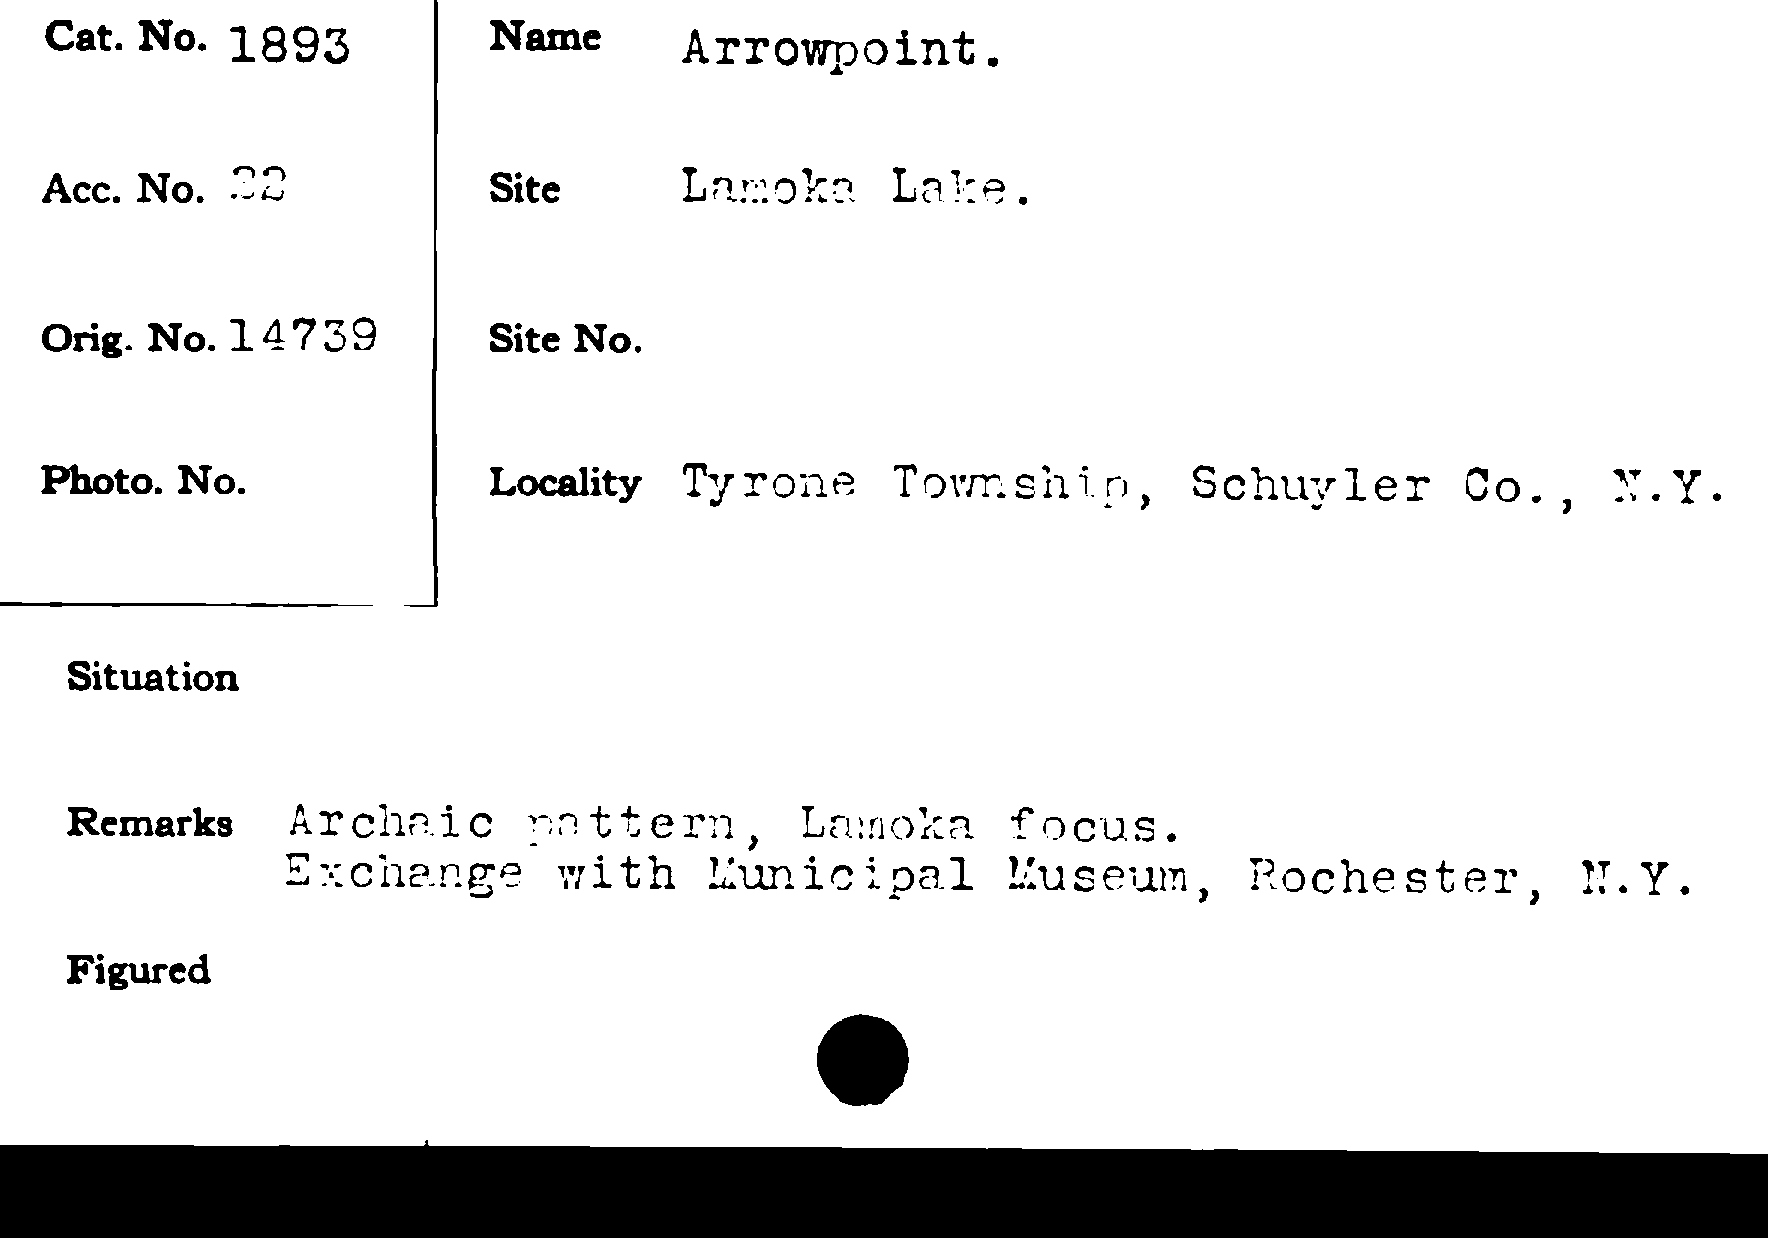 Cat. No. 1893
Name Arrowpoint.
Acc. No. 22
Site Lamoka Lake.
Orig. No. 14739
Site No.
Photo. No.
Locality Tyrone Township, Schuyler Co., N.Y.
Situation
Remarks Archaic pattern, Lamoka focus.
Exchange with Municipal Museum, Rochester, N.Y.
Figured